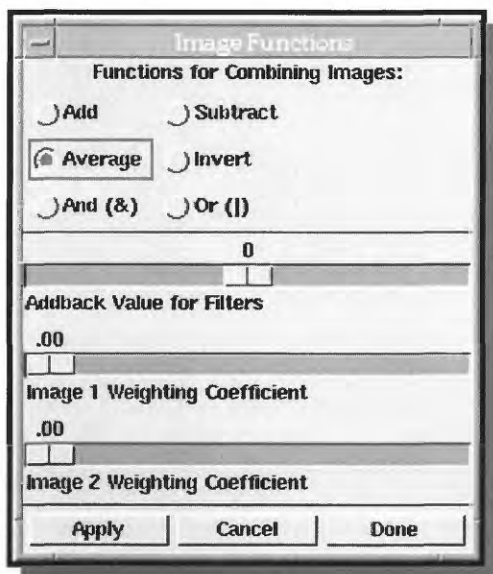 Image Functions
Functions for Combining Images:
Add Subtract
Average Invert
And (&) Or (|)
0
Addback Value for Filters
.00
Image 1 Weighting Coefficient
.00
Image 2 Weighting Coefficient
Apply Cancel Done